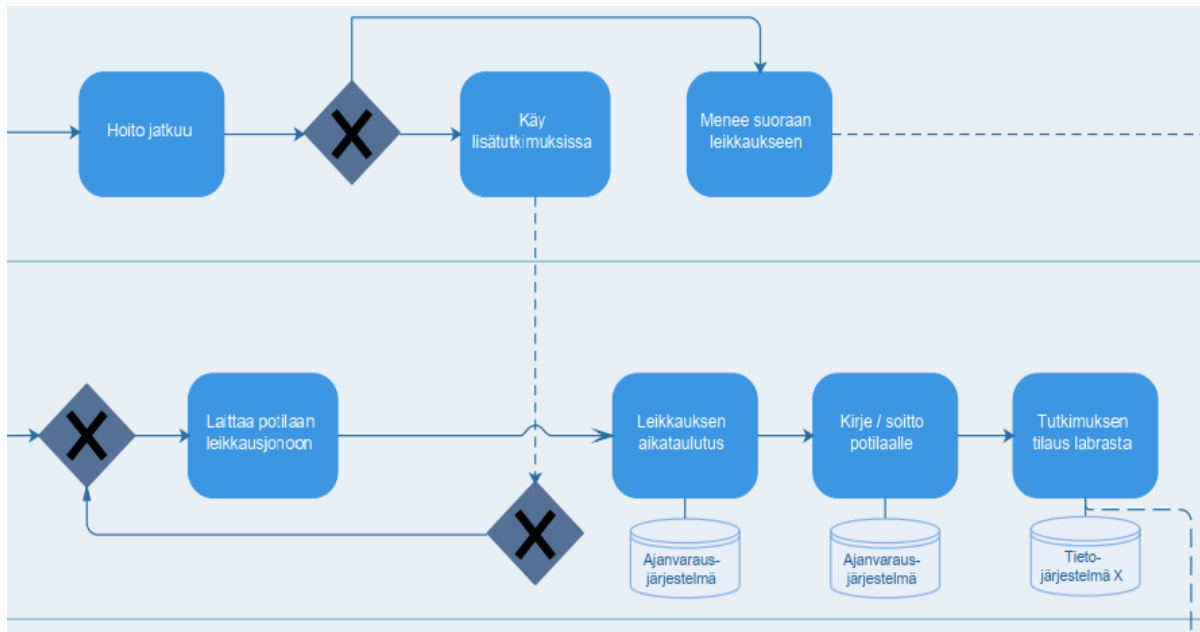 Hoito jatkuu
Käy
lisätutkimuksissa
Menee suoraan
leikkaukseen
Laittaa potilaan
leikkausjonoon
Leikkauksen
aikataulutus
Kirje / soitto
potilaalle
Tutkimuksen
tilaus labrasta
Ajanvaraus-
järjestelmä
Ajanvaraus-
järjestelmä
Tieto-
järjestelmä X